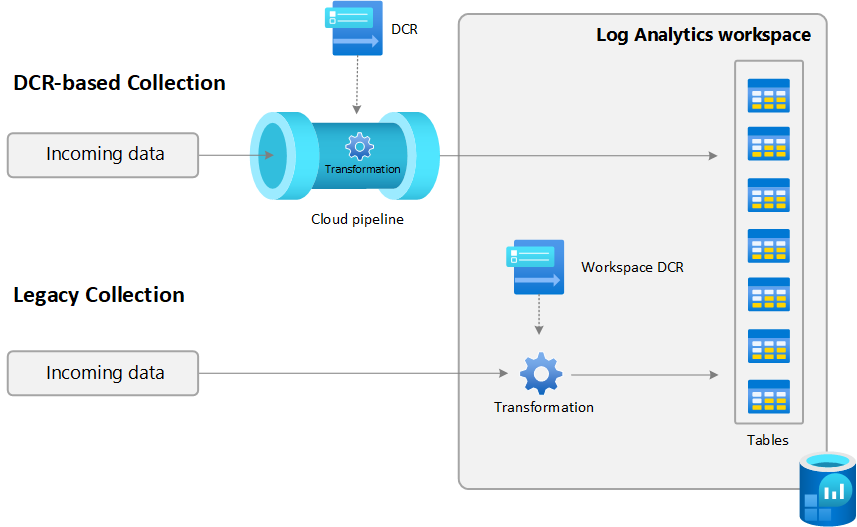 DCR
Log Analytics workspace
DCR-based Collection
Incoming data
Transformation
Cloud pipeline
Workspace DCR
Legacy Collection
Incoming data
Transformation
Tables